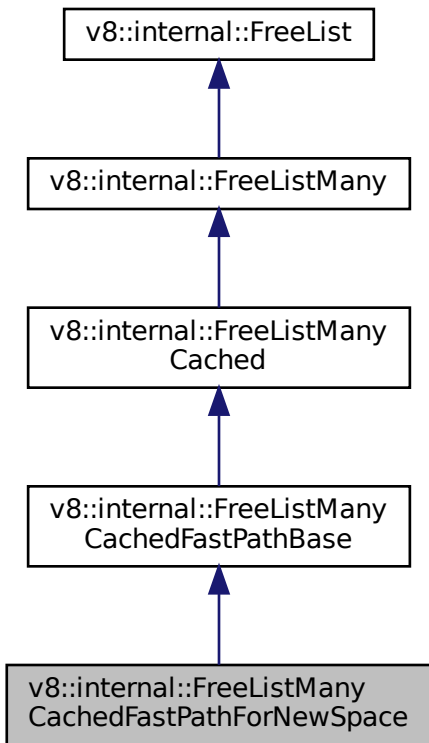 v8::internal::FreeList
v8::internal::FreeListMany
v8::internal::FreeListMany
Cached
v8::internal::FreeListMany
CachedFastPathBase
v8::internal::FreeListMany
CachedFastPathForNewSpace